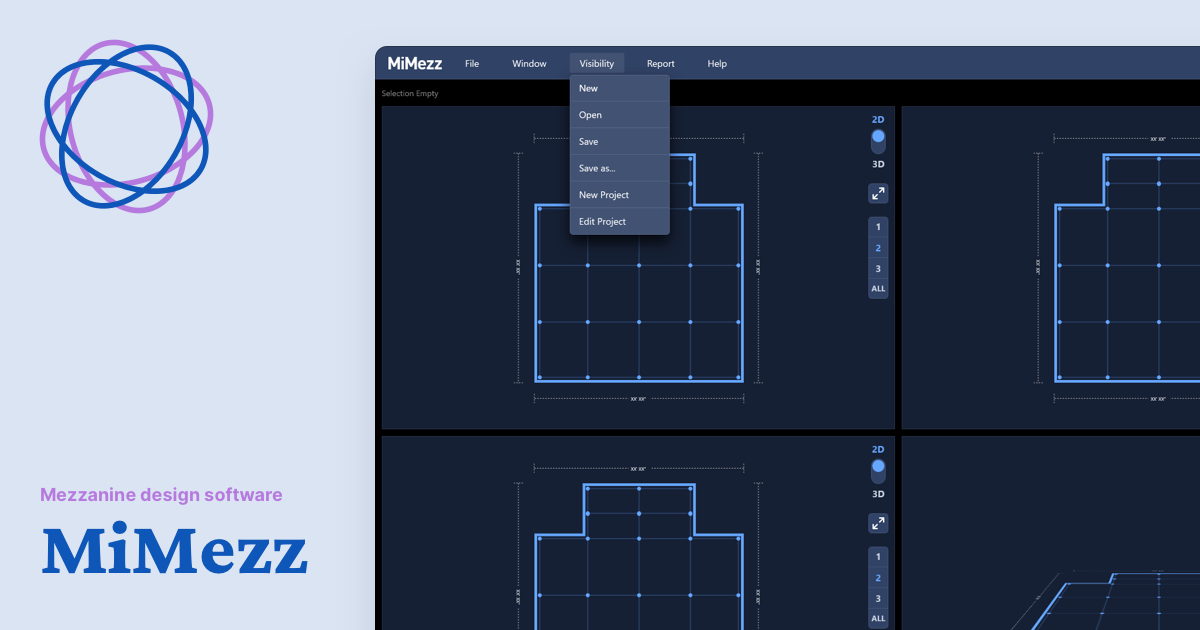 Mezzanine design software
MiMezz
MiMezz File Window Visibility Report Help
Selection Empty
New
Open
Save
Save as...
New Project
Edit Project
2D
3D
1
2
3
ALL
XX' XX"
XX' XX"
XX' XX"
XX' XX"
XX' XX"
XX' XX"
2D
3D
1
2
3
ALL
XX' XX"
XX' XX"
XX' XX"